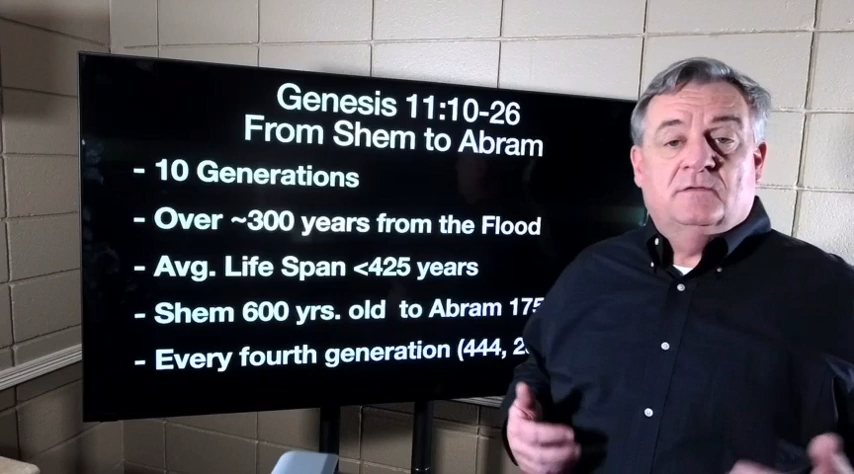 Genesis 11:10-26
From Shem to Abram
- 10 Generations
- Over ~300 years from the Flood
- Avg. Life Span <425 years
- Shem 600 yrs. old to Abram 175
- Every fourth generation (444, 2